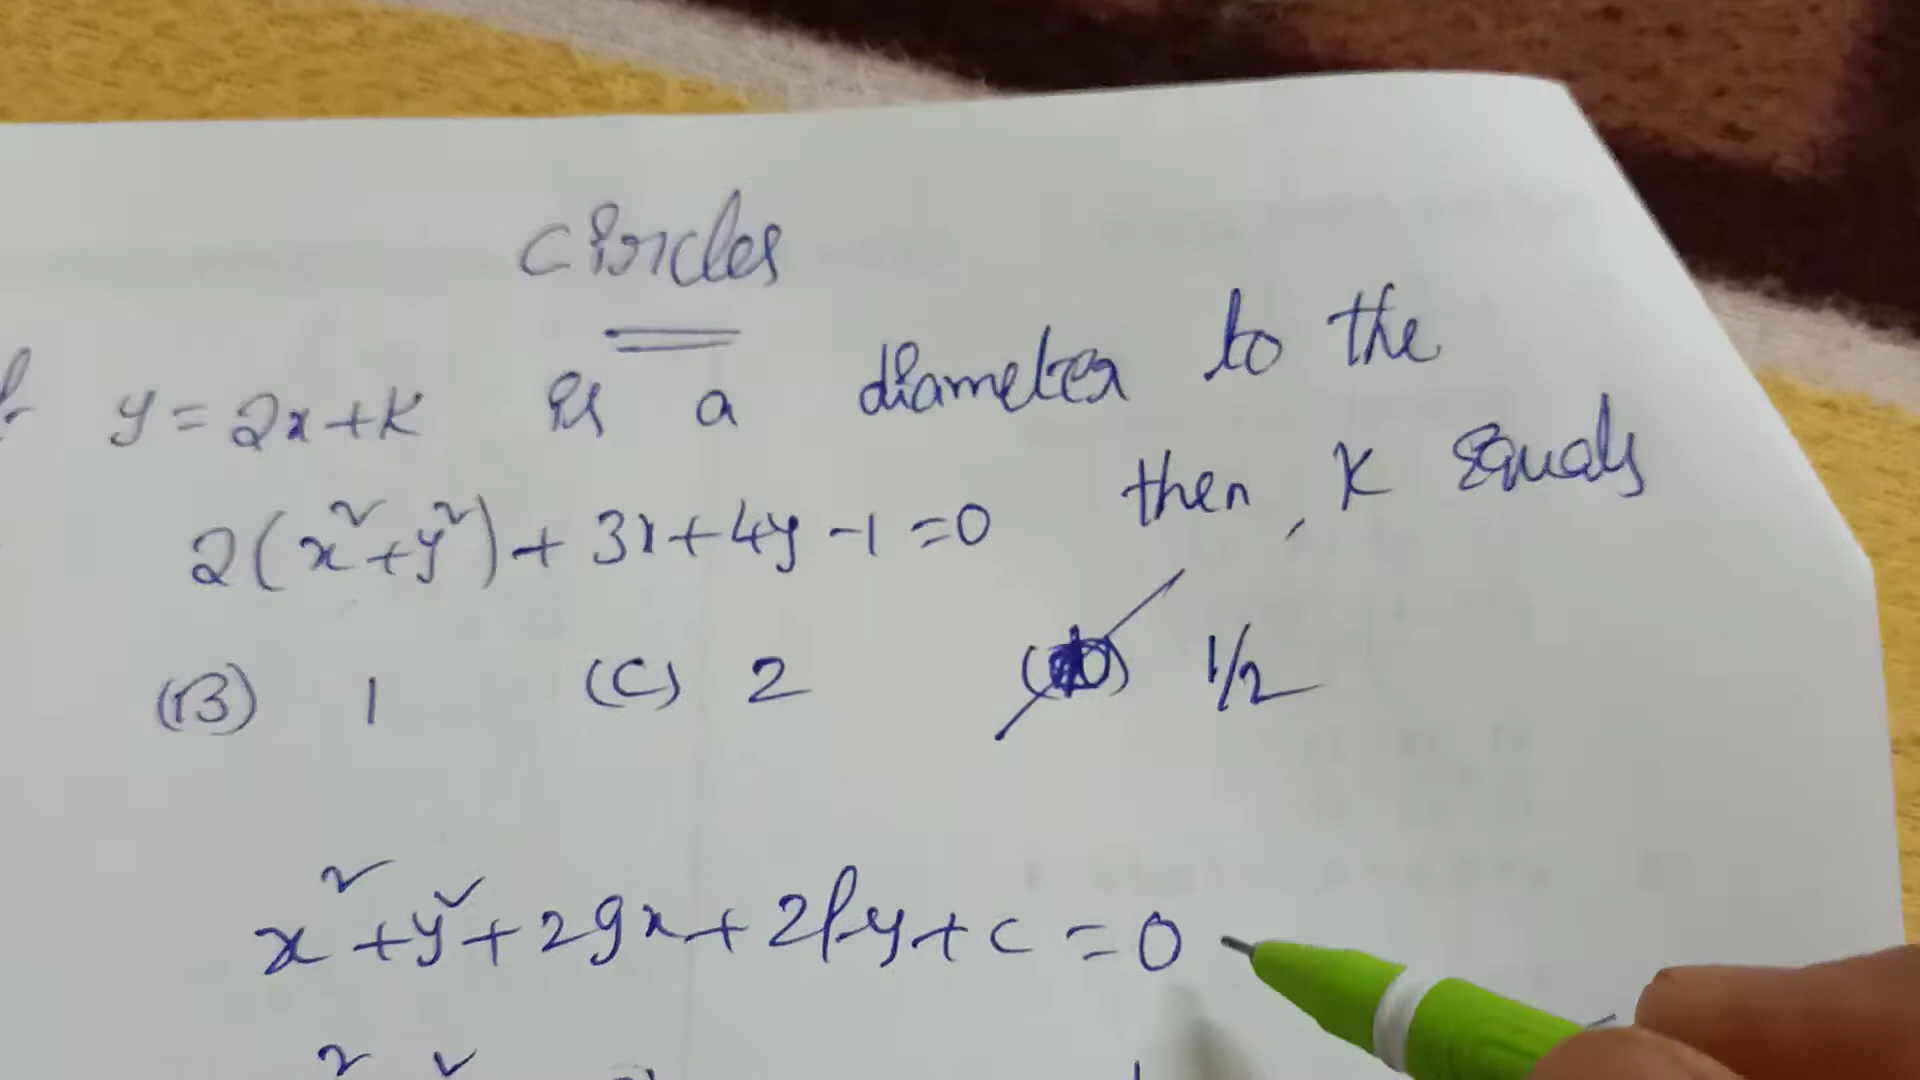 Circles
y = 2x + K is a diameter to the
2(x² + y²) + 3x + 4y - 1 = 0 then, K equals
(B) 1 (C) 2 (D) 1/2
x² + y² + 2gx + 2fy + c = 0